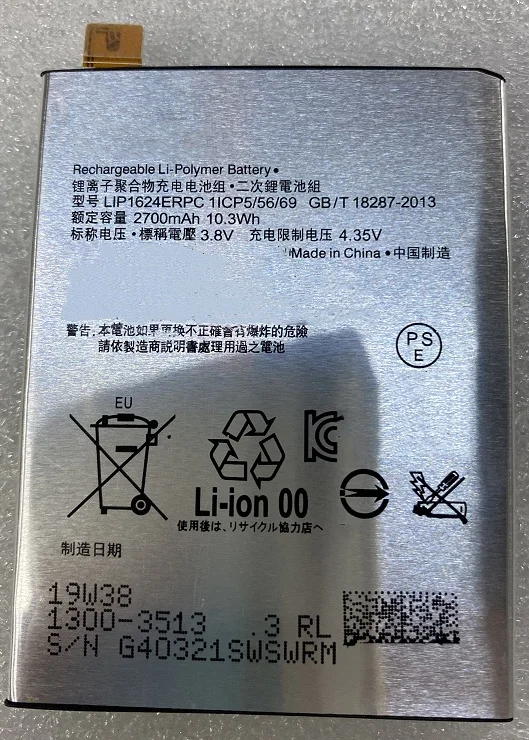 Rechargeable Li-Polymer Battery •
锂离子聚合物充电电池组 • 二次鋰電池組
型号 LIP1624ERPC 1ICP5/56/69 GB/T 18287-2013
额定容量 2700mAh 10.3Wh
标称电压 • 標稱電壓 3.8V 充电限制电压 4.35V
Made in China • 中国制造
警告. 本電池如果更換不正確會有爆炸的危險
請依製造商説明書處理用過之電池
PS
E
EU
Li-ion 00
使用後は、リサイクル協力店へ
制造日期
19W38
1300-3513 .3 RL
S/N G40321SWSWRM